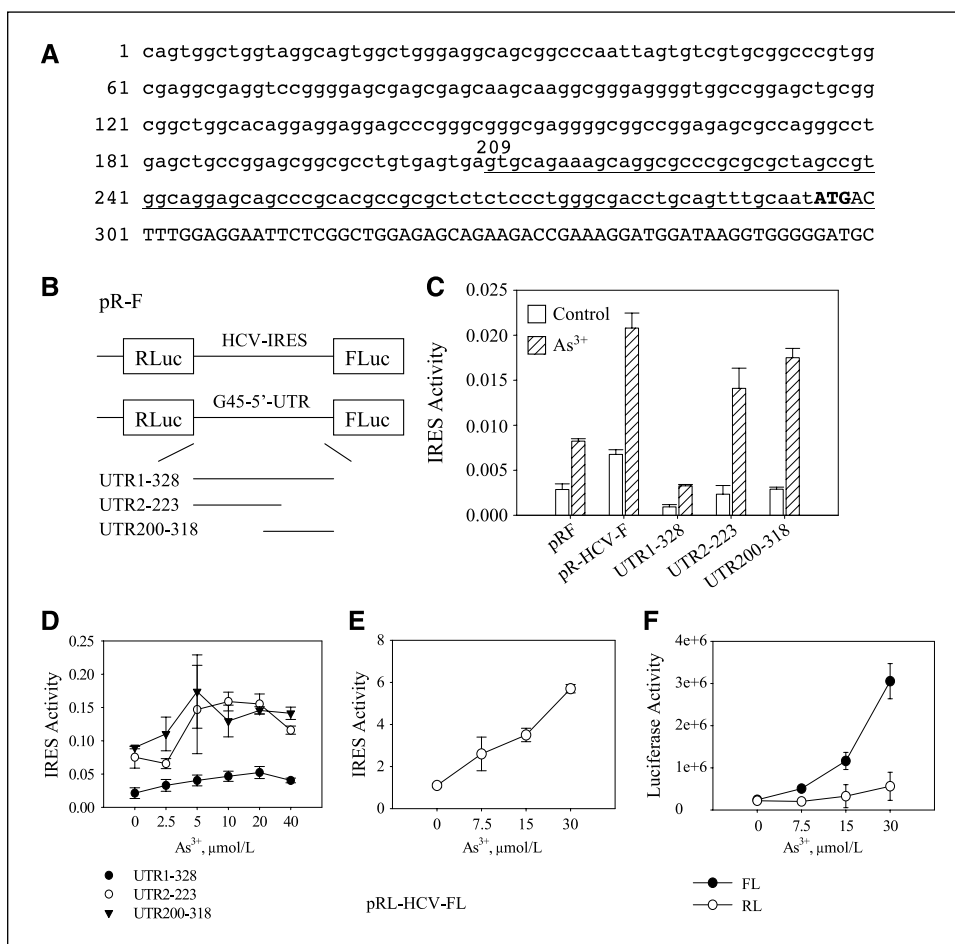 A
1 cagtggctggtaggcagtggctgggaggcagcggcccaattagtgtcgtgcggcccgtgg
61 cgaggcgaggtccggggagcgagcgagcaagcaaggcgggaggggtggccggagctgcgg
121 cggctggcacaggaggaggagcccgggcgggcgaggggcggccggagagcgccagggcct
209
181 gagctgccggagcggcgcctgtgagtgagtgcagaaagcaggcgcccgcgcgctagccgt
241 ggcaggagcagcccgcacgccgcgctctctccctgggcgacctgcagtttgcaatATGAC
301 TTTGGAGGAATTCTCGGCTGGAGAGCAGAAGACCGAAAGGATGGATAAGGTGGGGGATGC
B
pR-F
RLuc HCV-IRES FLuc
RLuc G45-5'-UTR FLuc
UTR1-328
UTR2-223
UTR200-318
C
IRES Activity
0.025
0.020
0.015
0.010
0.005
0.000
Control
As³⁺
pRF pR-HCV-F UTR1-328 UTR2-223 UTR200-318
D
IRES Activity
0.25
0.20
0.15
0.10
0.05
0.00
0 2.5 5 10 20 40
As³⁺, μmol/L
UTR1-328
UTR2-223
UTR200-318
E
IRES Activity
8
6
4
2
0
0 7.5 15 30
As³⁺, μmol/L
pRL-HCV-FL
F
Luciferase Activity
4e+6
3e+6
2e+6
1e+6
0
0 7.5 15 30
As³⁺, μmol/L
FL
RL